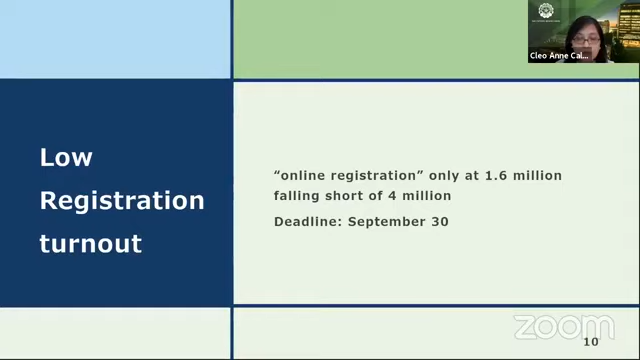 Cleo Anne Cal...
Low
Registration
turnout
“online registration” only at 1.6 million
falling short of 4 million
Deadline: September 30
zoom
10